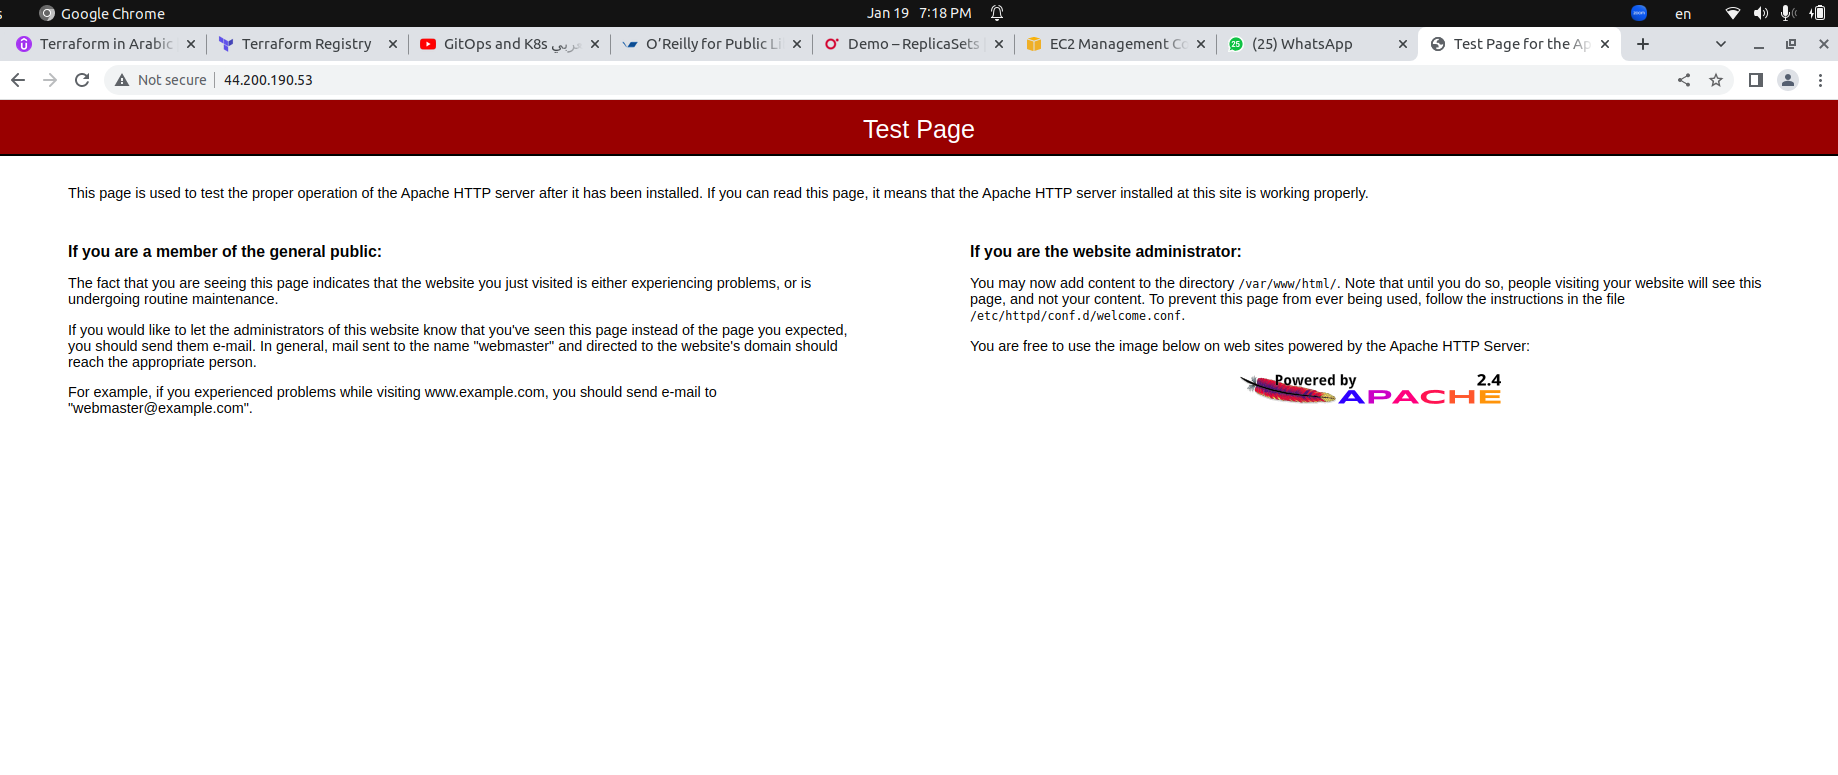 Google Chrome
Jan 19 7:18 PM
zoom
en
Terraform in Arabic
Terraform Registry
GitOps and K8s عربي
O'Reilly for Public Li
Demo – ReplicaSets
EC2 Management Co
25
(25) WhatsApp
Test Page for the Ap
Not secure
44.200.190.53
Test Page
This page is used to test the proper operation of the Apache HTTP server after it has been installed. If you can read this page, it means that the Apache HTTP server installed at this site is working properly.
If you are a member of the general public:
The fact that you are seeing this page indicates that the website you just visited is either experiencing problems, or is
undergoing routine maintenance.
If you would like to let the administrators of this website know that you've seen this page instead of the page you expected,
you should send them e-mail. In general, mail sent to the name "webmaster" and directed to the website's domain should
reach the appropriate person.
For example, if you experienced problems while visiting www.example.com, you should send e-mail to
"webmaster@example.com".
If you are the website administrator:
You may now add content to the directory /var/www/html/. Note that until you do so, people visiting your website will see this
page, and not your content. To prevent this page from ever being used, follow the instructions in the file
/etc/httpd/conf.d/welcome.conf.
You are free to use the image below on web sites powered by the Apache HTTP Server:
Powered by 2.4
APACHE